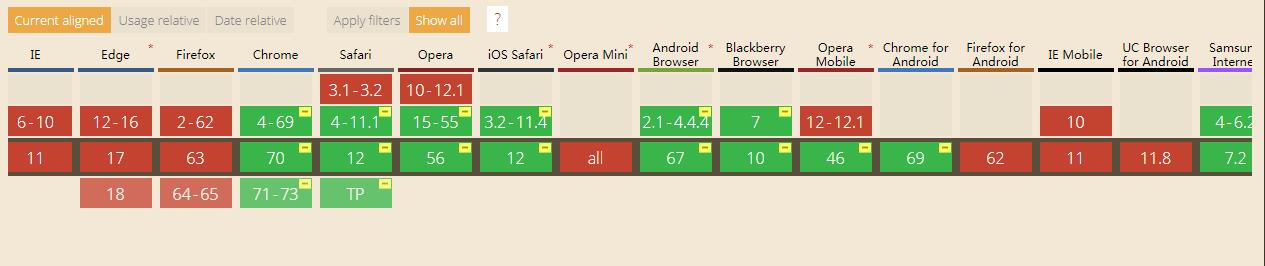 Current aligned Usage relative Date relative Apply filters Show all ?
IE Edge * Firefox Chrome Safari Opera iOS Safari * Opera Mini * Android Browser * Blackberry Browser Opera Mobile * Chrome for Android Firefox for Android IE Mobile UC Browser for Android Samsun Interne
3.1-3.2 10-12.1
6-10 12-16 2-62 4-69 4-11.1 15-55 3.2-11.4 2.1-4.4.4 7 12-12.1 10 4-6.2
11 17 63 70 12 56 12 all 67 10 46 69 62 11 11.8 7.2
18 64-65 71-73 TP